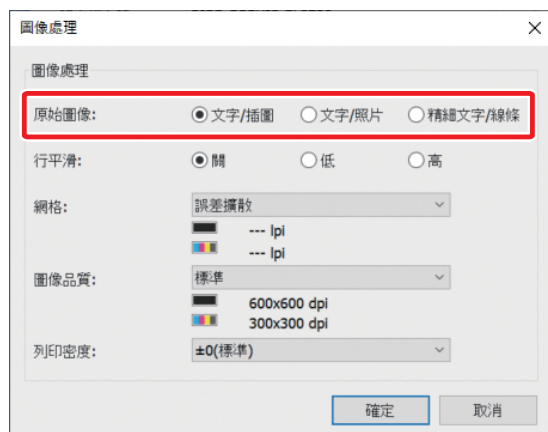 圖像處理
圖像處理
原始圖像: 文字/插圖 文字/照片 精細文字/線條
行平滑: 關 低 高
網格: 誤差擴散
--- lpi
--- lpi
圖像品質: 標準
600x600 dpi
300x300 dpi
列印密度: ±0(標準)
確定 取消